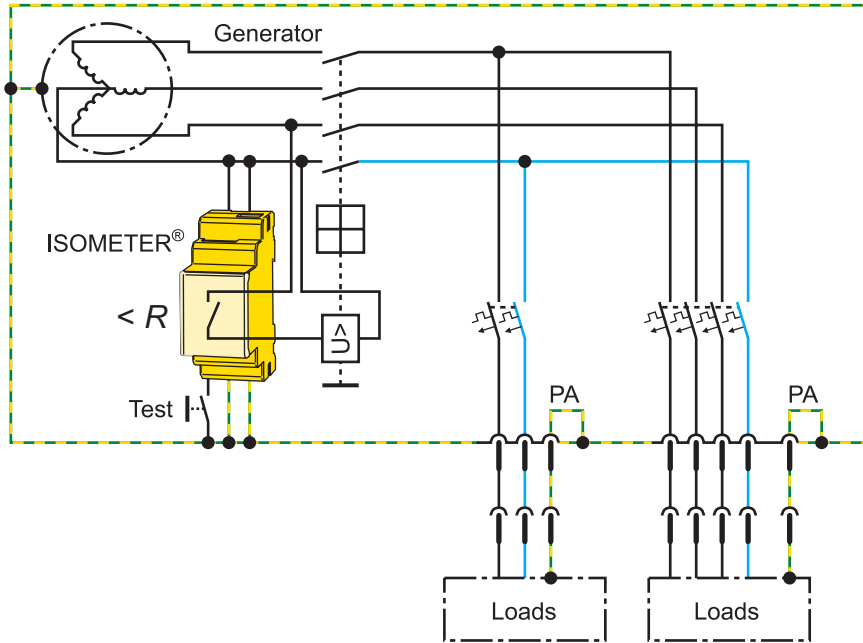 Generator
ISOMETER®
< R
U>
Test
PA
PA
Loads
Loads